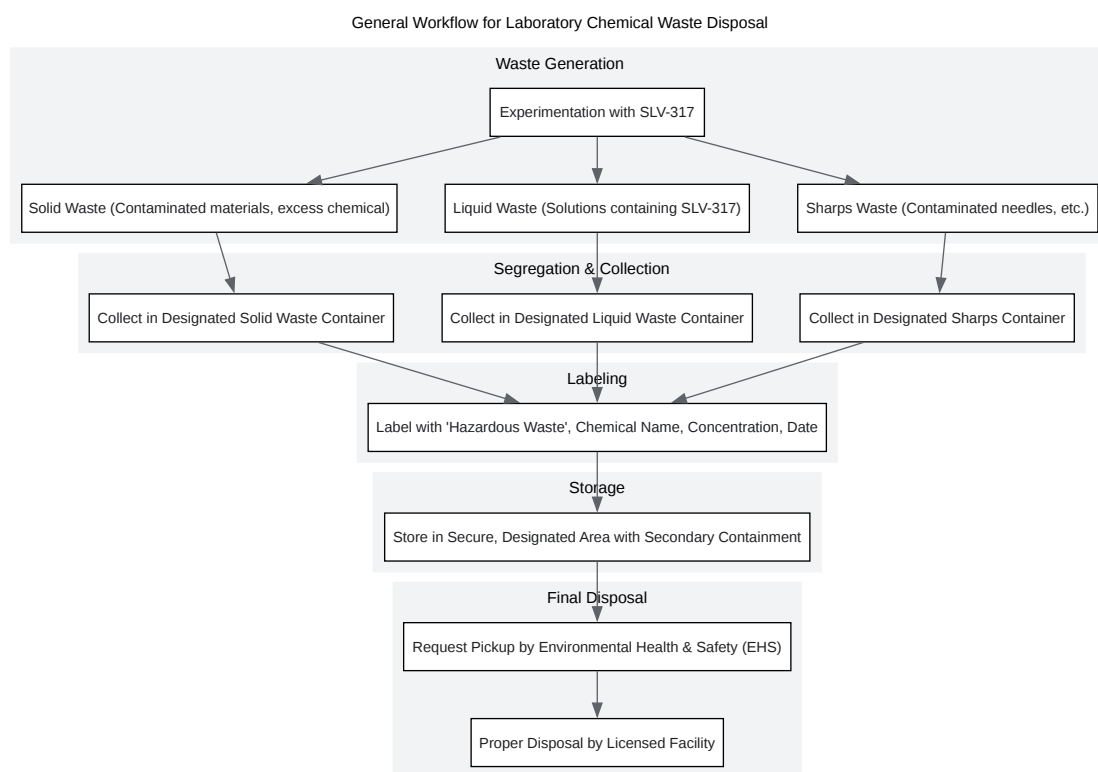 General Workflow for Laboratory Chemical Waste Disposal
Waste Generation
Experimentation with SLV-317
Solid Waste (Contaminated materials, excess chemical)
Liquid Waste (Solutions containing SLV-317)
Sharps Waste (Contaminated needles, etc.)
Segregation & Collection
Collect in Designated Solid Waste Container
Collect in Designated Liquid Waste Container
Collect in Designated Sharps Container
Labeling
Label with 'Hazardous Waste', Chemical Name, Concentration, Date
Storage
Store in Secure, Designated Area with Secondary Containment
Final Disposal
Request Pickup by Environmental Health & Safety (EHS)
Proper Disposal by Licensed Facility